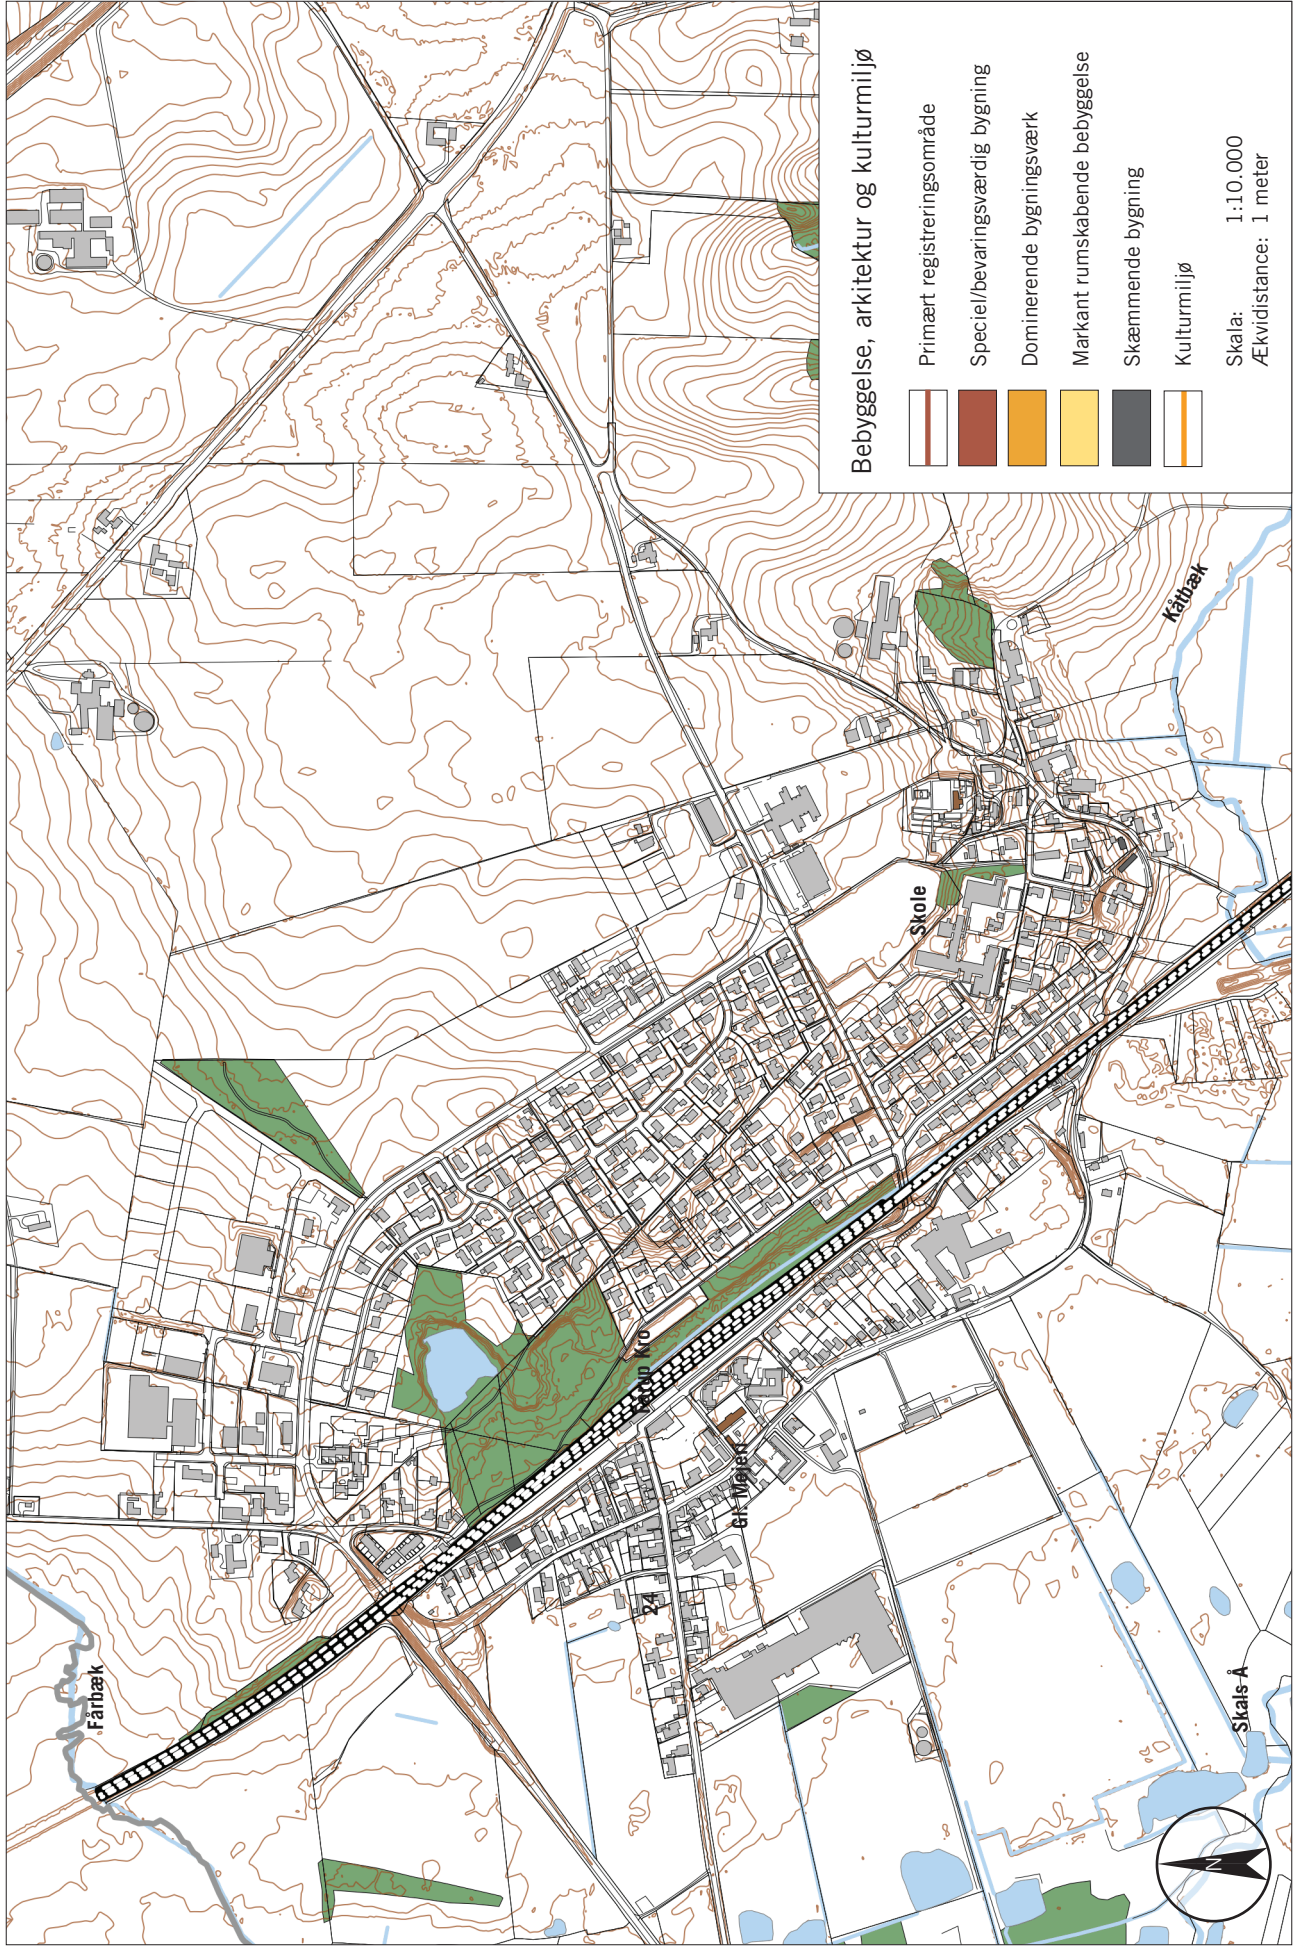 Bebyggelse, arkitektur og kulturmiljø
Primært registreringsområde
Speciel/bevaringsværdig bygning
Dominerende bygningsværk
Markant rumskabende bebyggelse
Skæmmende bygning
Kulturmiljø
Skala: 1:10.000
Ækvidistance: 1 meter
Fårbæk
Kro
Gl. Mejeri
24
Skole
Kåtbæk
Skals Å
N